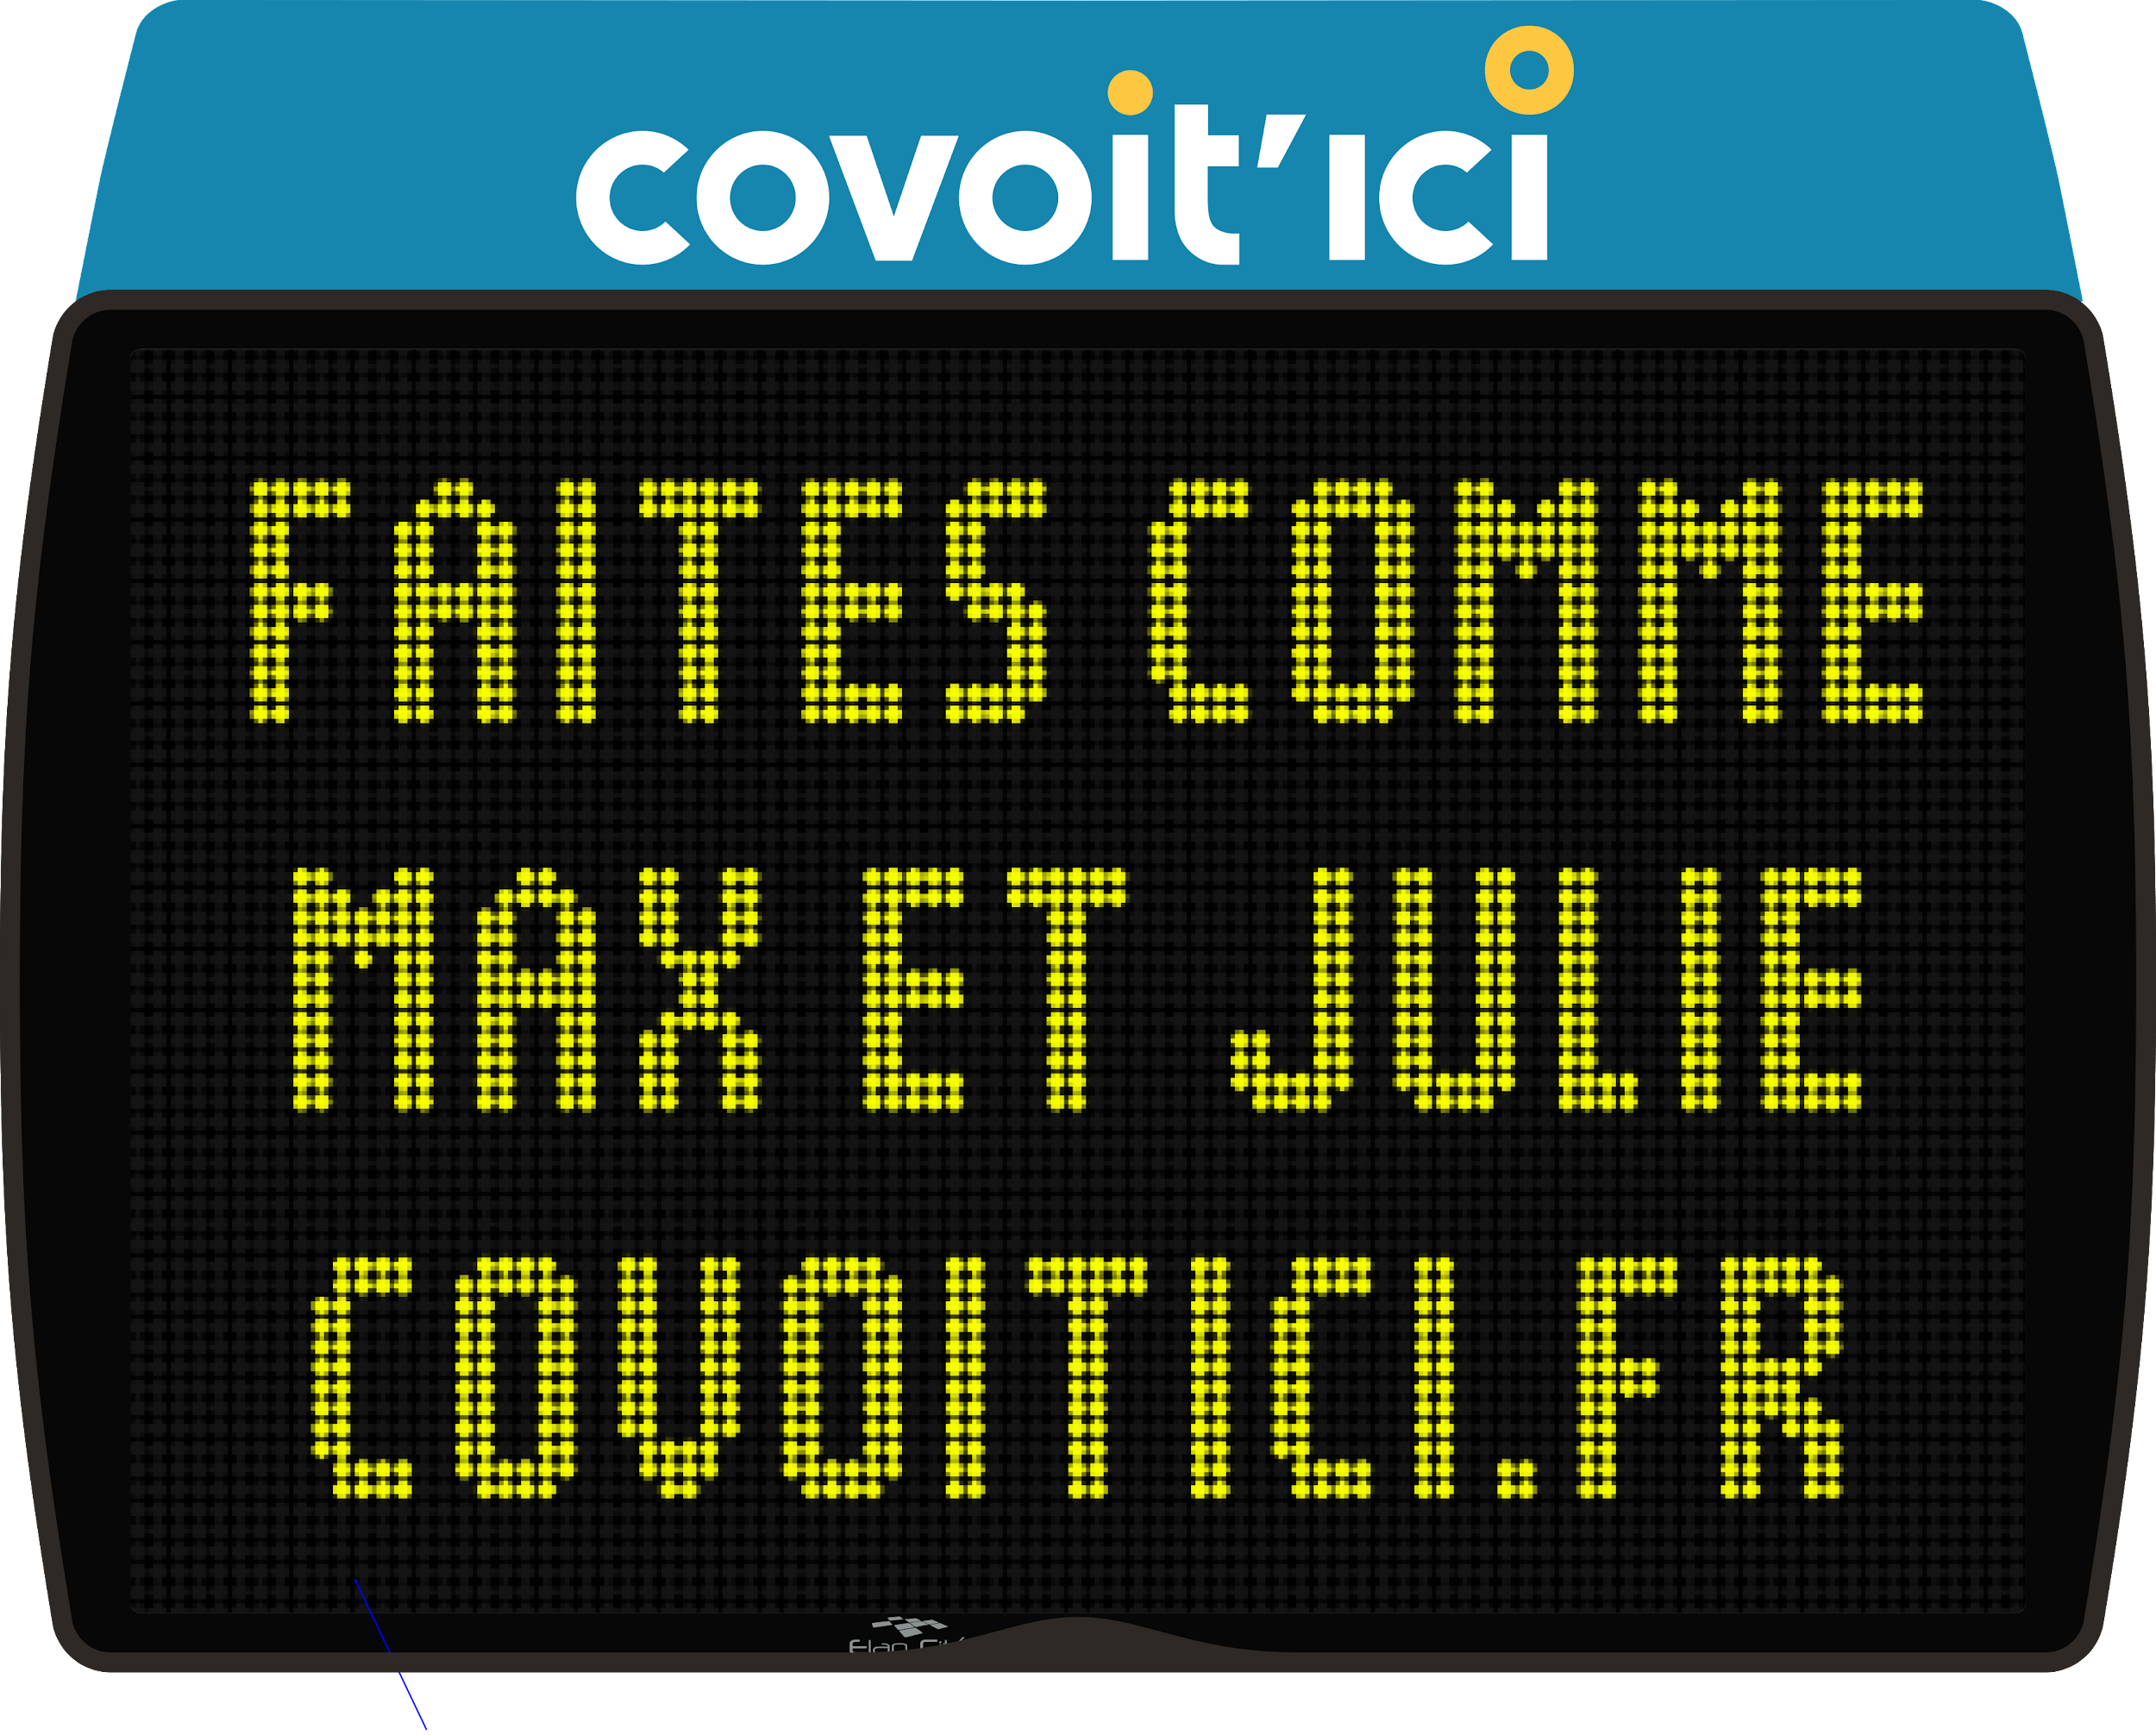 covoit'ici
FAITES COMME
MAX ET JULIE
COVOITICI.FR